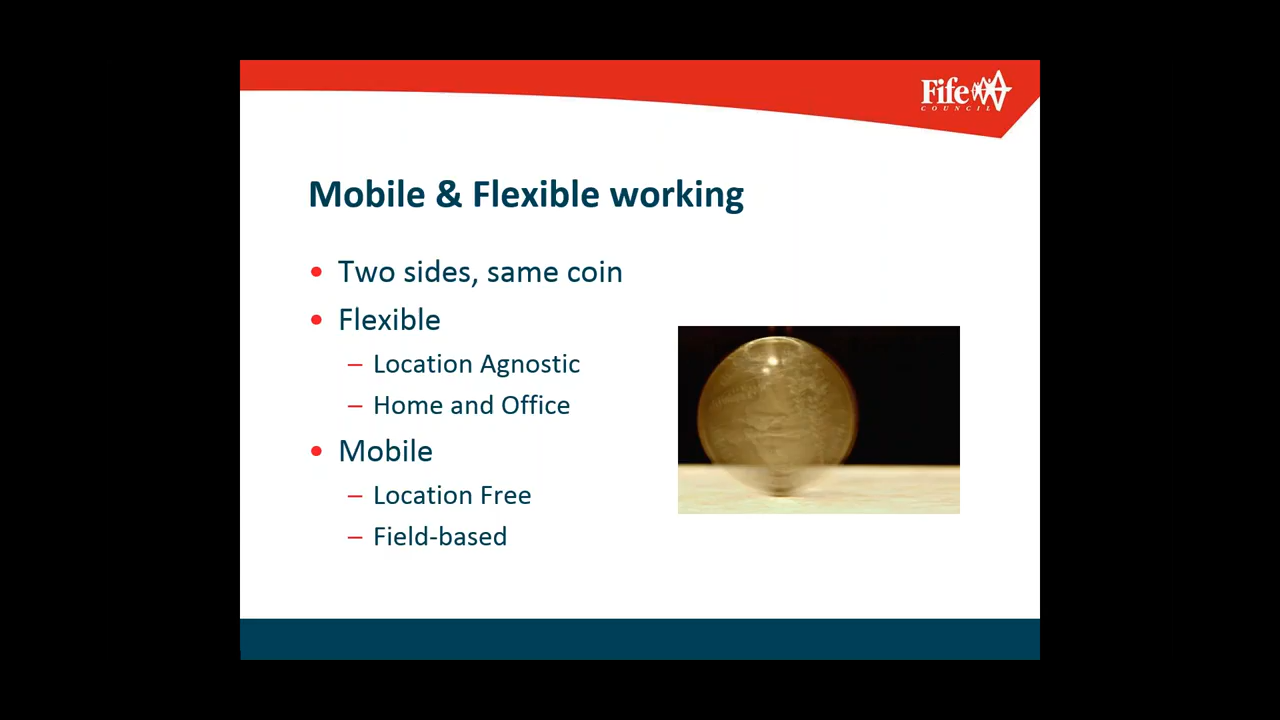 Fife
COUNCIL
Mobile & Flexible working
• Two sides, same coin
• Flexible
– Location Agnostic
– Home and Office
• Mobile
– Location Free
– Field-based